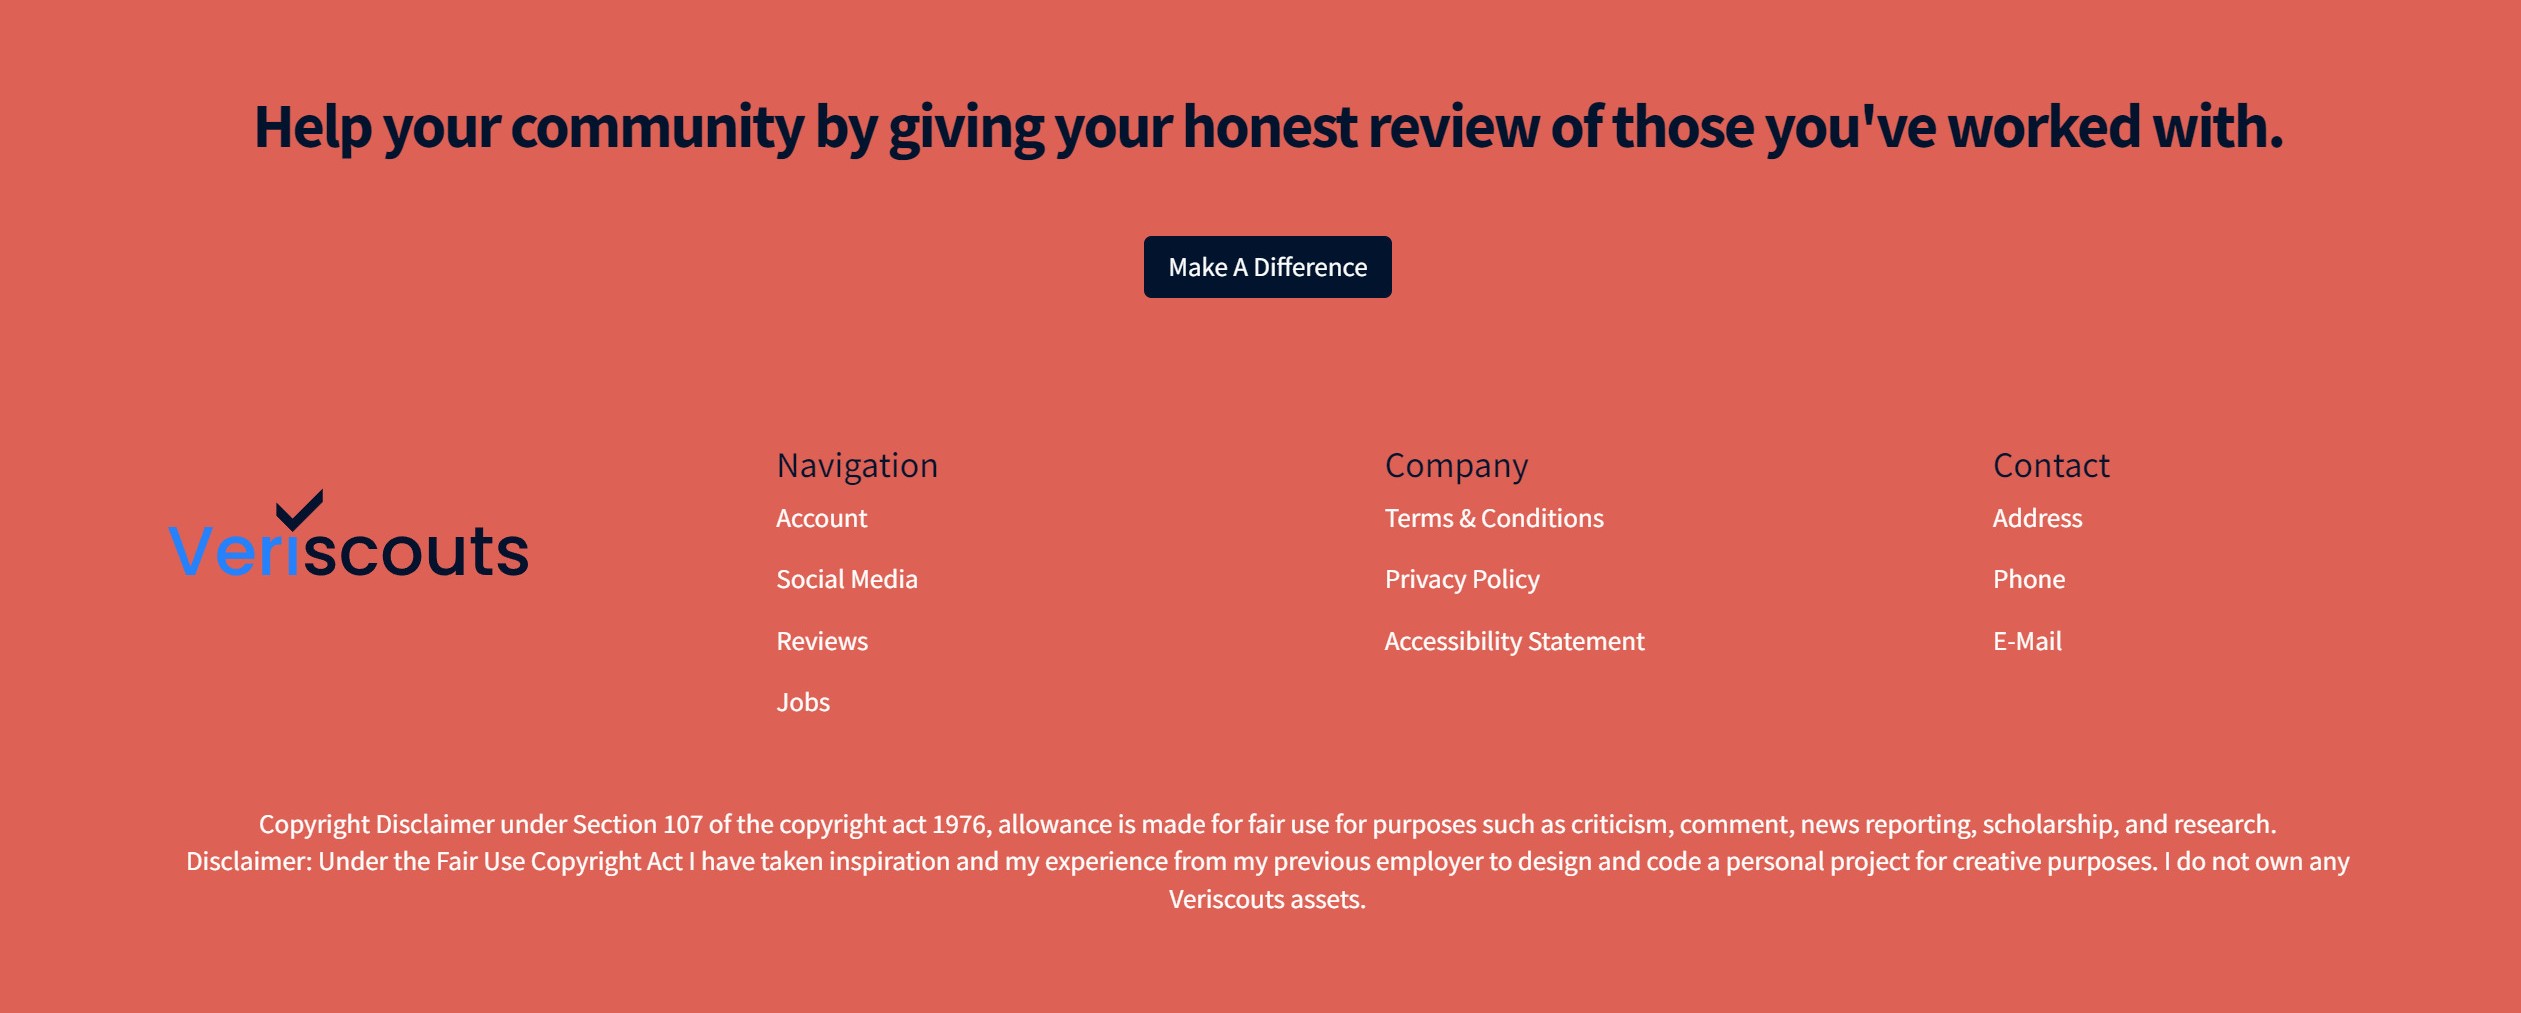 Help your community by giving your honest review of those you've worked with.
Make A Difference
Veriscouts
Navigation
Account
Social Media
Reviews
Jobs
Company
Terms & Conditions
Privacy Policy
Accessibility Statement
Contact
Address
Phone
E-Mail
Copyright Disclaimer under Section 107 of the copyright act 1976, allowance is made for fair use for purposes such as criticism, comment, news reporting, scholarship, and research.
Disclaimer: Under the Fair Use Copyright Act I have taken inspiration and my experience from my previous employer to design and code a personal project for creative purposes. I do not own any
Veriscouts assets.